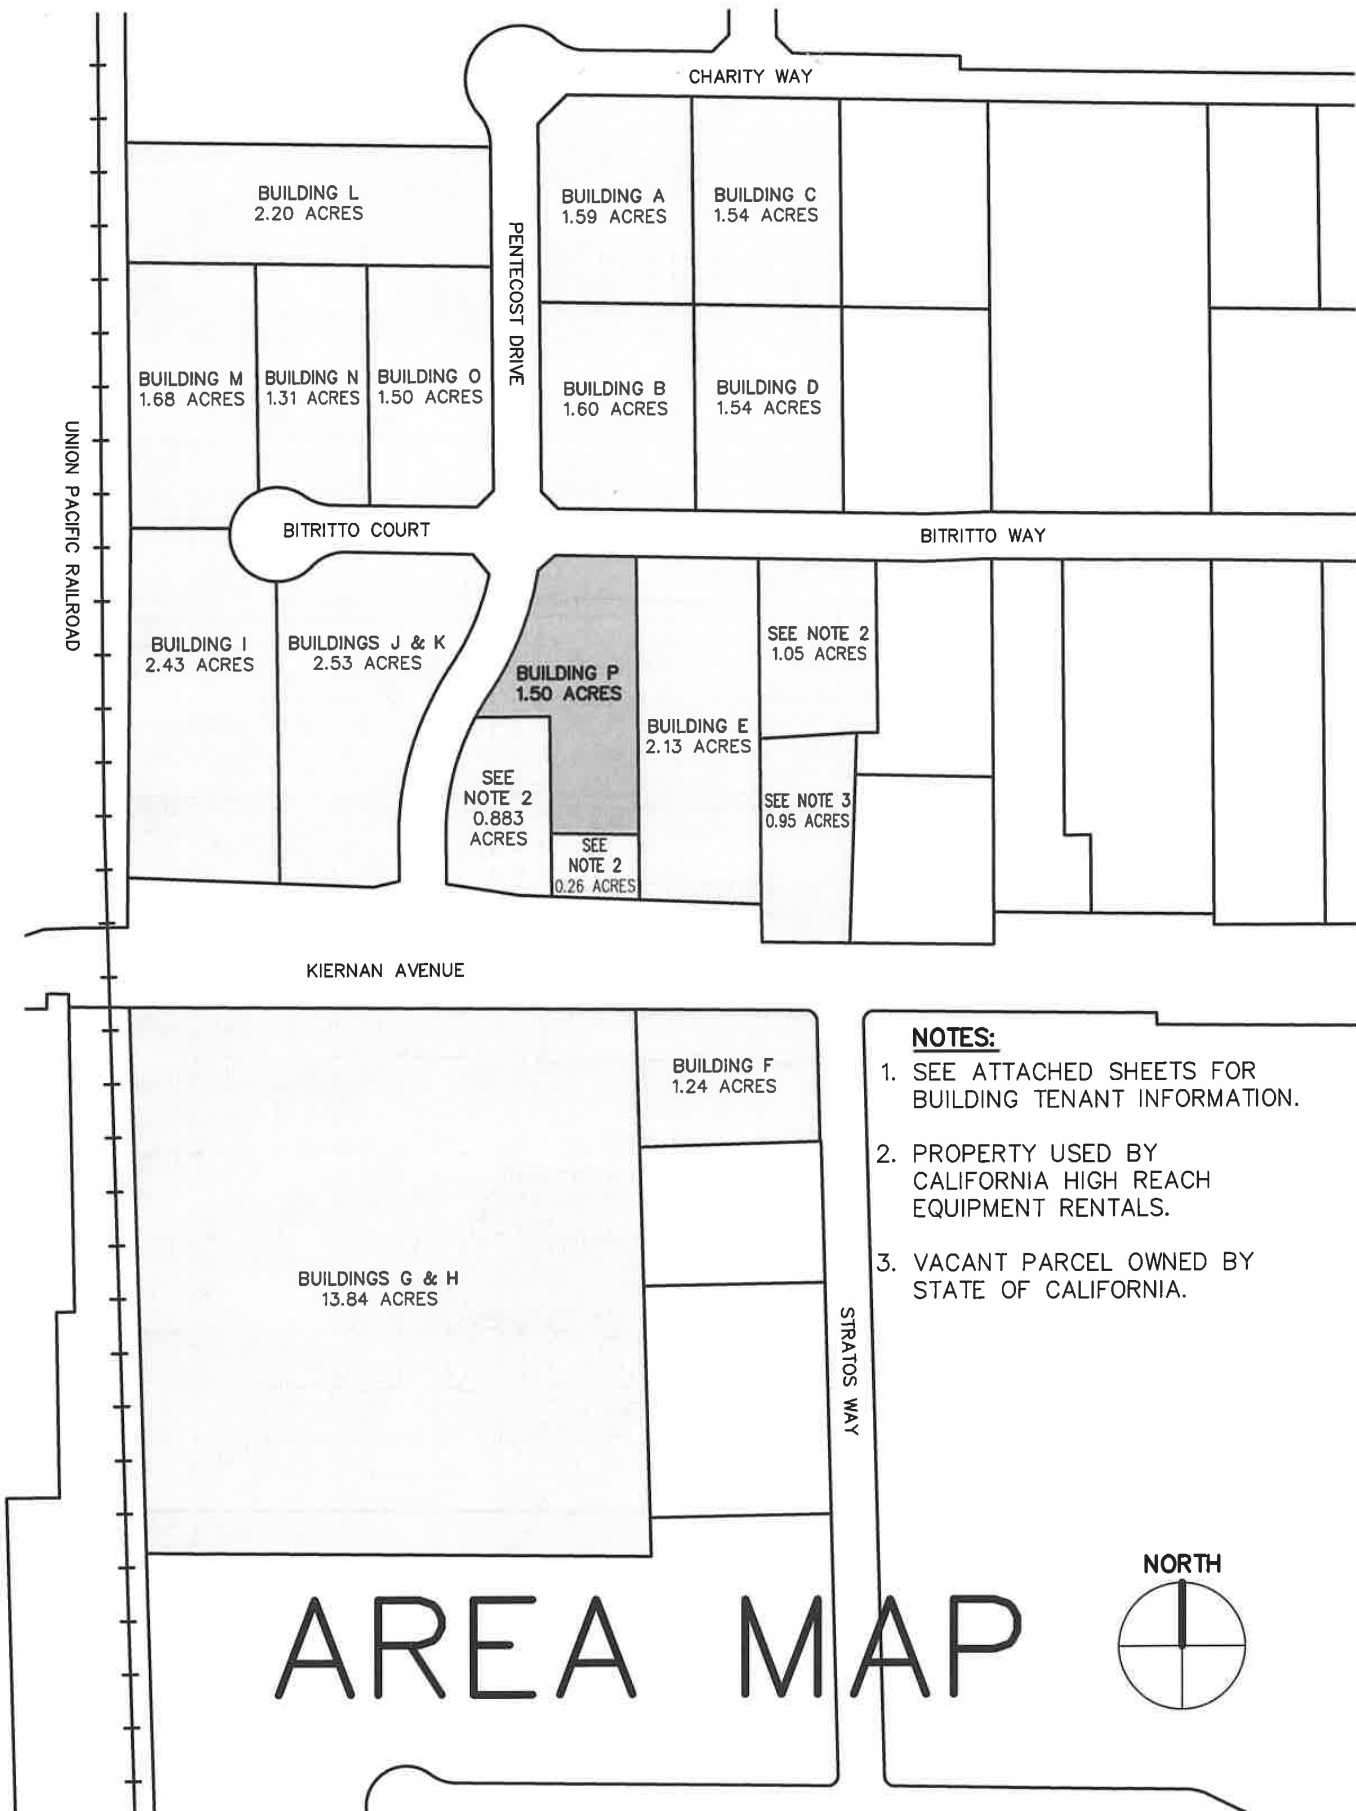 CHARITY WAY
BUILDING L
2.20 ACRES
BUILDING A
1.59 ACRES
BUILDING C
1.54 ACRES
PENTECOST DRIVE
BUILDING M
1.68 ACRES
BUILDING N
1.31 ACRES
BUILDING O
1.50 ACRES
BUILDING B
1.60 ACRES
BUILDING D
1.54 ACRES
UNION PACIFIC RAILROAD
BITRITTO COURT
BITRITTO WAY
BUILDING I
2.43 ACRES
BUILDINGS J & K
2.53 ACRES
BUILDING P
1.50 ACRES
SEE NOTE 2
1.05 ACRES
BUILDING E
2.13 ACRES
SEE
NOTE 2
0.883
ACRES
SEE NOTE 3
0.95 ACRES
SEE
NOTE 2
0.26 ACRES
KIERNAN AVENUE
BUILDING F
1.24 ACRES
BUILDINGS G & H
13.84 ACRES
STRATOS WAY
NOTES:
1. SEE ATTACHED SHEETS FOR
BUILDING TENANT INFORMATION.
2. PROPERTY USED BY
CALIFORNIA HIGH REACH
EQUIPMENT RENTALS.
3. VACANT PARCEL OWNED BY
STATE OF CALIFORNIA.
NORTH
AREA MAP